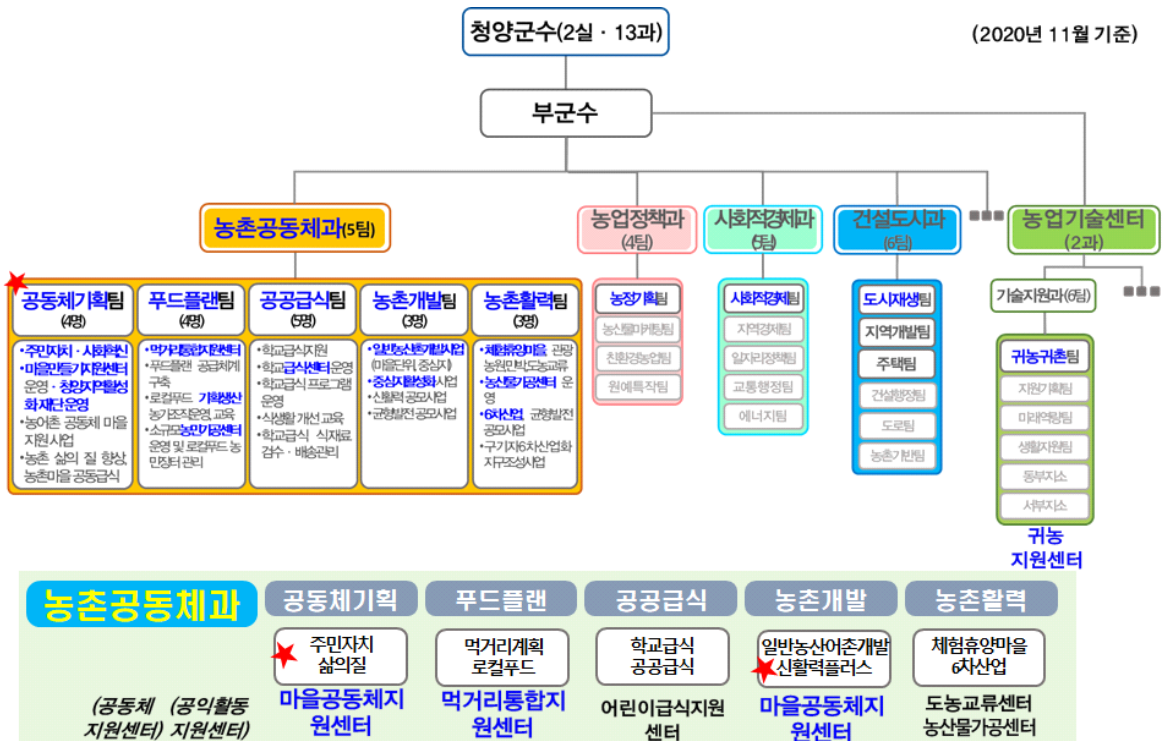 청양군수(2실 · 13과)
(2020년 11월 기준)
부군수
농촌공동체과(5팀)
농업정책과
(4팀)
사회적경제과
(5팀)
건설도시과
(6팀)
농업기술센터
(2과)
공동체기획팀
(4명)
푸드플랜팀
(4명)
공공급식팀
(5명)
농촌개발팀
(3명)
농촌활력팀
(3명)
•주민자치 · 사회혁신
•마을만들기지원센터
운영 · 청양지역활성
화재단 운영
•농어촌 공동체 마을
지원 사업
•농촌 삶의 질 향상,
농촌마을 공동급식
•먹거리통합지원센터
•푸드플랜 공급체계
구축
•로컬푸드 기획생산
농가조직운영, 교육
•소규모농민가공센터
운영 및 로컬푸드 농
민장터 관리
•학교급식지원
•학교급식센터 운영
•학교급식 프로그램
운영
•식생활 개선 교육
•학교급식 식재료
검수 · 배송관리
•일반농산촌개발사업
(마을단위, 중심지)
•중심지활성화 사업
•신활력 공모사업
•균형발전 공모사업
•체험휴양마을 관광
농원민박도농교류
•농산물가공센터 운
영
•6차산업, 균형발전
공모사업
•구기자6차산업화
지구조성사업
농정기획팀
농산물마케팅팀
친환경농업팀
원예특작팀
사회적경제팀
지역경제팀
일자리정책팀
교통행정팀
에너지팀
도시재생팀
지역개발팀
주택팀
건설행정팀
도로팀
농촌기반팀
기술지원과(6팀)
귀농귀촌팀
지원기획팀
미래역량팀
생활자원팀
동부지소
서부지소
귀농
지원센터
농촌공동체과
공동체기획
푸드플랜
공공급식
농촌개발
농촌활력
주민자치
삶의질
먹거리계획
로컬푸드
학교급식
공공급식
일반농산어촌개발
신활력플러스
체험휴양마을
6차산업
(공동체
지원센터)
(공익활동
지원센터)
마을공동체지
원센터
먹거리통합지
원센터
어린이급식지원
센터
마을공동체지
원센터
도농교류센터
농산물가공센터